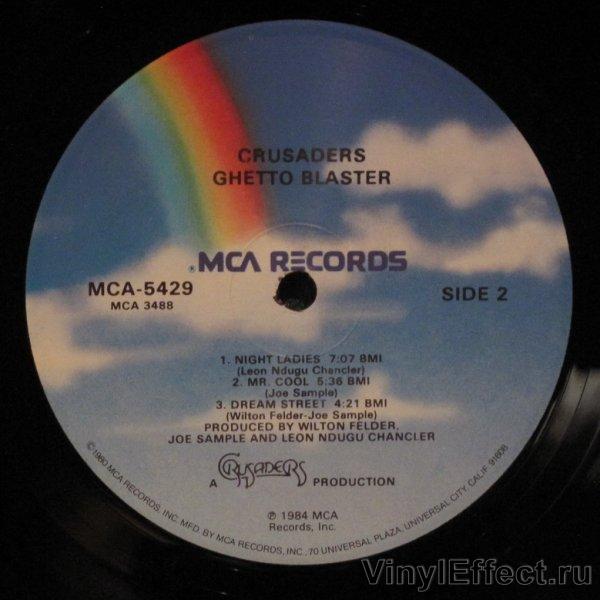 CRUSADERS
GHETTO BLASTER
® MCA RECORDS
MCA-5429
MCA 3488
SIDE 2
1. NIGHT LADIES 7:07 BMI
(Leon Ndugu Chancler)
2. MR. COOL 5:36 BMI
(Joe Sample)
3. DREAM STREET 4:21 BMI
(Wilton Felder-Joe Sample)
PRODUCED BY WILTON FELDER,
JOE SAMPLE AND LEON NDUGU CHANCLER
A CRUSADERS PRODUCTION
℗ 1984 MCA
Records, Inc.
©1980 MCA RECORDS, INC. MFD. BY MCA RECORDS, INC., 70 UNIVERSAL PLAZA, UNIVERSAL CITY, CALIF. 91608
VinylEffect.ru